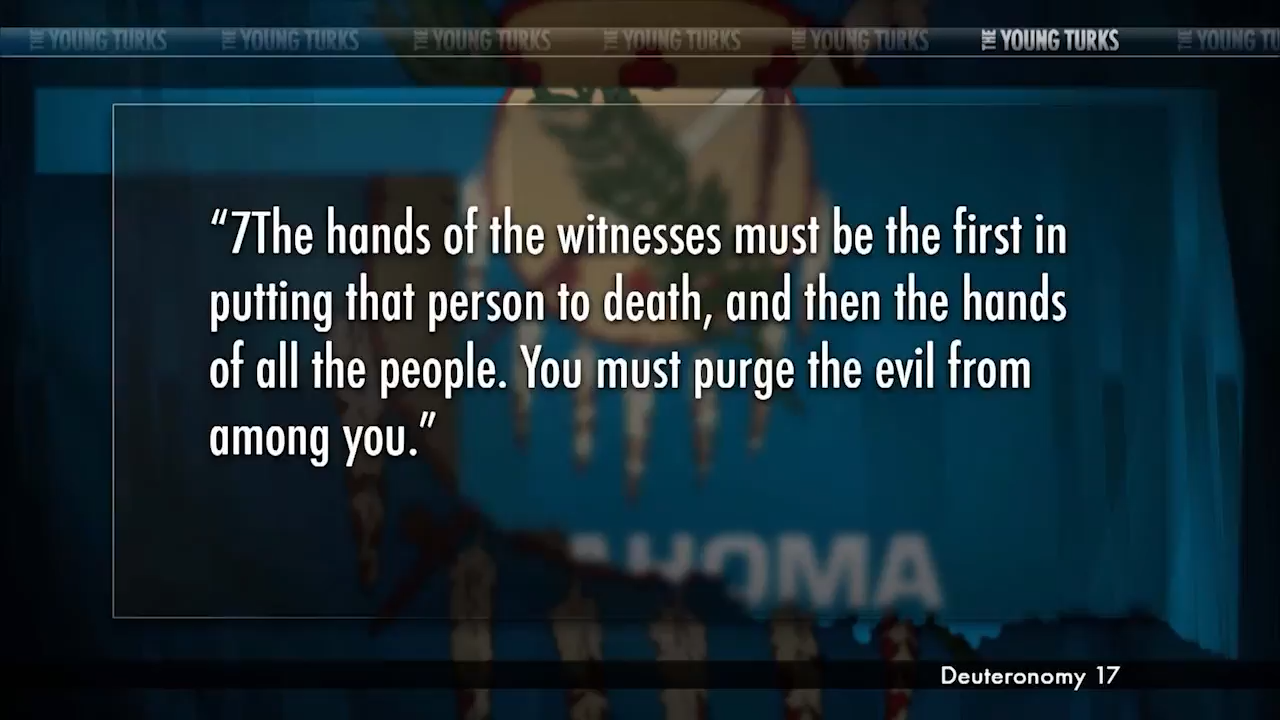 THE YOUNG TURKS THE YOUNG TURKS THE YOUNG TURKS THE YOUNG TURKS THE YOUNG TURKS THE YOUNG TURKS THE YOUNG TU
“7The hands of the witnesses must be the first in
putting that person to death, and then the hands
of all the people. You must purge the evil from
among you.”
AHOMA
Deuteronomy 17